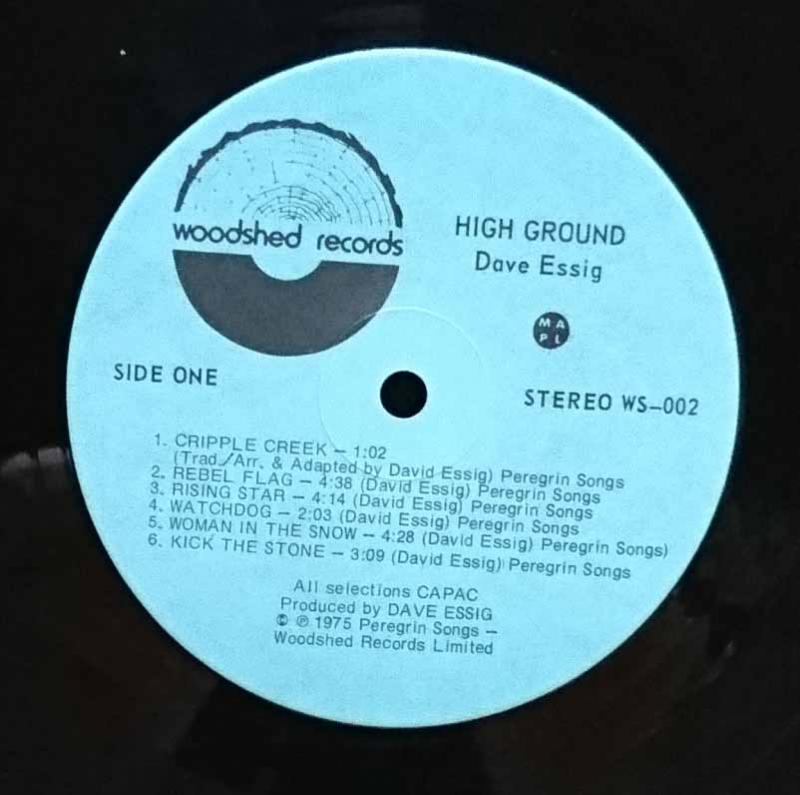 woodshed records
HIGH GROUND
Dave Essig
M A
P L
SIDE ONE
STEREO WS-002
1. CRIPPLE CREEK – 1:02
(Trad./Arr. & Adapted by David Essig) Peregrin Songs
2. REBEL FLAG – 4:38 (David Essig) Peregrin Songs
3. RISING STAR – 4:14 (David Essig) Peregrin Songs
4. WATCHDOG – 2:03 (David Essig) Peregrin Songs
5. WOMAN IN THE SNOW – 4:28 (David Essig) Peregrin Songs)
6. KICK THE STONE – 3:09 (David Essig) Peregrin Songs
All selections CAPAC
Produced by DAVE ESSIG
© ℗ 1975 Peregrin Songs –
Woodshed Records Limited